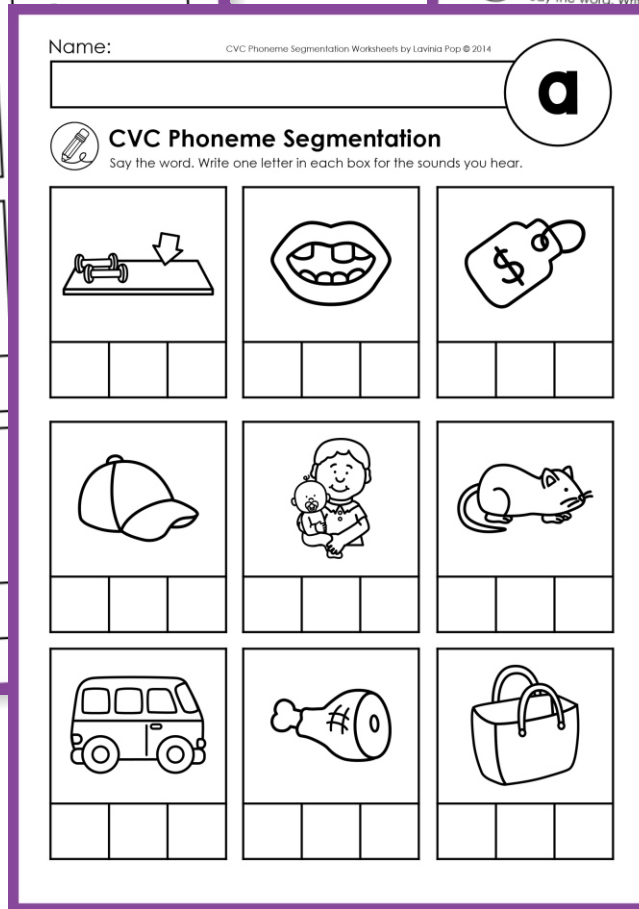 Name:
CVC Phoneme Segmentation Worksheets by Lavinia Pop © 2014
a
CVC Phoneme Segmentation
Say the word. Write one letter in each box for the sounds you hear.
$